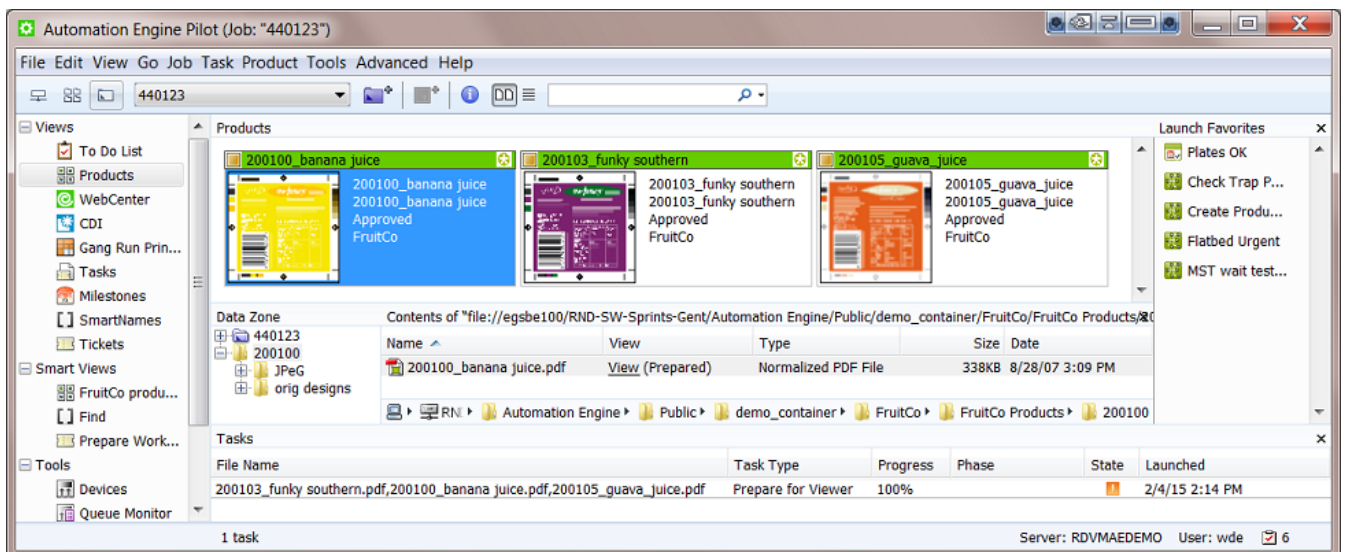 Automation Engine Pilot (Job: "440123")
File Edit View Go Job Task Product Tools Advanced Help
440123
Views
To Do List
Products
WebCenter
CDI
Gang Run Prin...
Tasks
Milestones
SmartNames
Tickets
Smart Views
FruitCo produ...
Find
Prepare Work...
Tools
Devices
Queue Monitor
Products
200100_banana juice
200100_banana juice
200100_banana juice
Approved
FruitCo
200103_funky southern
200103_funky southern
200103_funky southern
Approved
FruitCo
200105_guava_juice
200105_guava_juice
200105_guava_juice
Approved
FruitCo
Launch Favorites
Plates OK
Check Trap P...
Create Produ...
Flatbed Urgent
MST wait test...
Data Zone
440123
200100
JPeG
orig designs
Contents of "file://egsbe100/RND-SW-Sprints-Gent/Automation Engine/Public/demo_container/FruitCo/FruitCo Products/
Name View Type Size Date
200100_banana juice.pdf View (Prepared) Normalized PDF File 338KB 8/28/07 3:09 PM
Automation Engine Public demo_container FruitCo FruitCo Products 200100
Tasks
File Name Task Type Progress Phase State Launched
200103_funky southern.pdf,200100_banana juice.pdf,200105_guava_juice.pdf Prepare for Viewer 100% 2/4/15 2:14 PM
1 task Server: RDVMAEDEMO User: wde 6